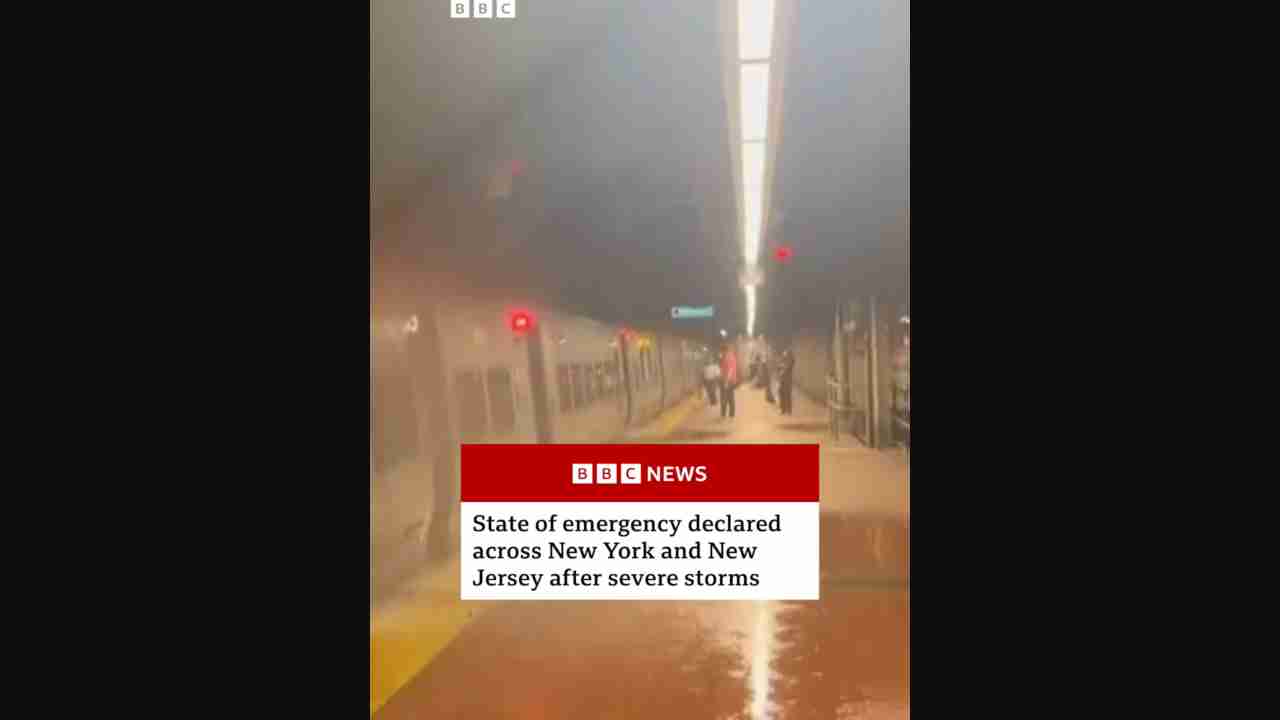 BBC
BBC NEWS
State of emergency declared
across New York and New
Jersey after severe storms